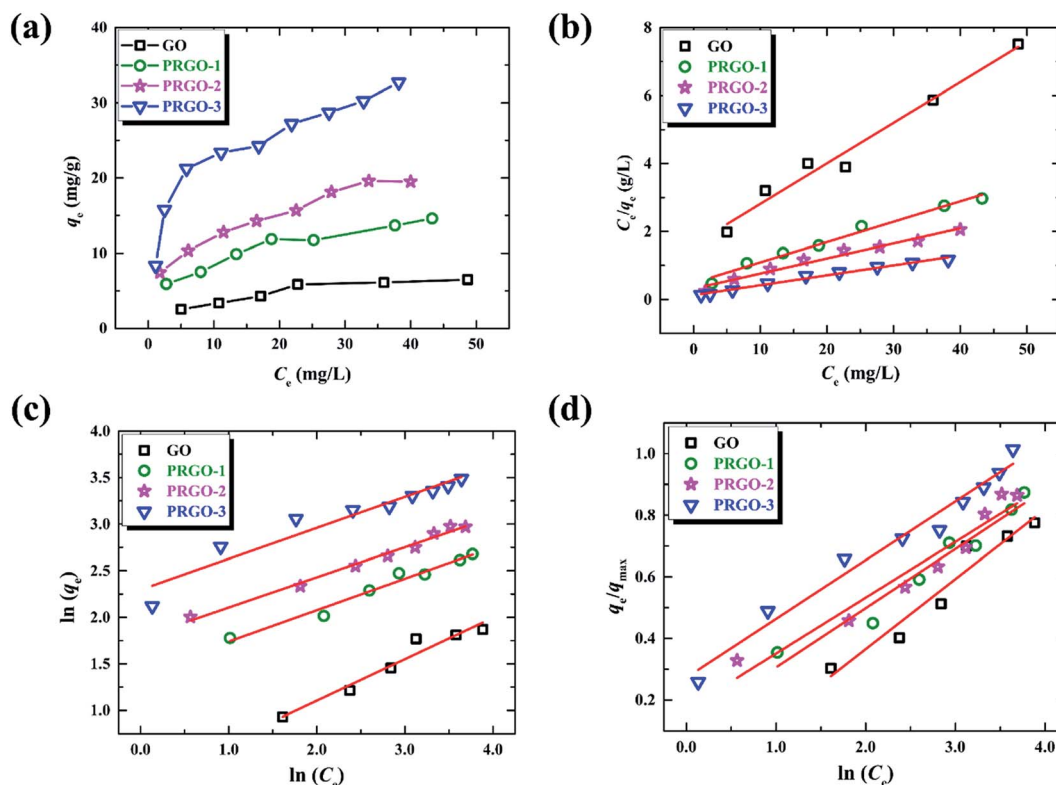 (a)
40
30
20
10
0
qe (mg/g)
GO
PRGO-1
PRGO-2
PRGO-3
0 10 20 30 40 50
Ce (mg/L)
(b)
8
6
4
2
0
Ce/qe (g/L)
GO
PRGO-1
PRGO-2
PRGO-3
0 10 20 30 40 50
Ce (mg/L)
(c)
4.0
3.5
3.0
2.5
2.0
1.5
1.0
ln (qe)
GO
PRGO-1
PRGO-2
PRGO-3
0.0 1.0 2.0 3.0 4.0
ln (Ce)
(d)
1.0
0.8
0.6
0.4
0.2
qe/qmax
GO
PRGO-1
PRGO-2
PRGO-3
0.0 1.0 2.0 3.0 4.0
ln (Ce)